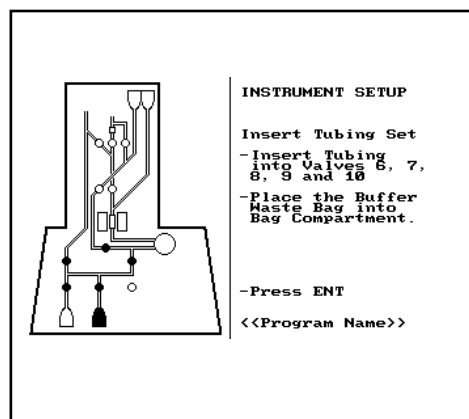 INSTRUMENT SETUP
Insert Tubing Set
-Insert Tubing
into Valves 6, 7,
8, 9 and 10
-Place the Buffer
Waste Bag into
Bag Compartment.
-Press ENT
<<Program Name>>